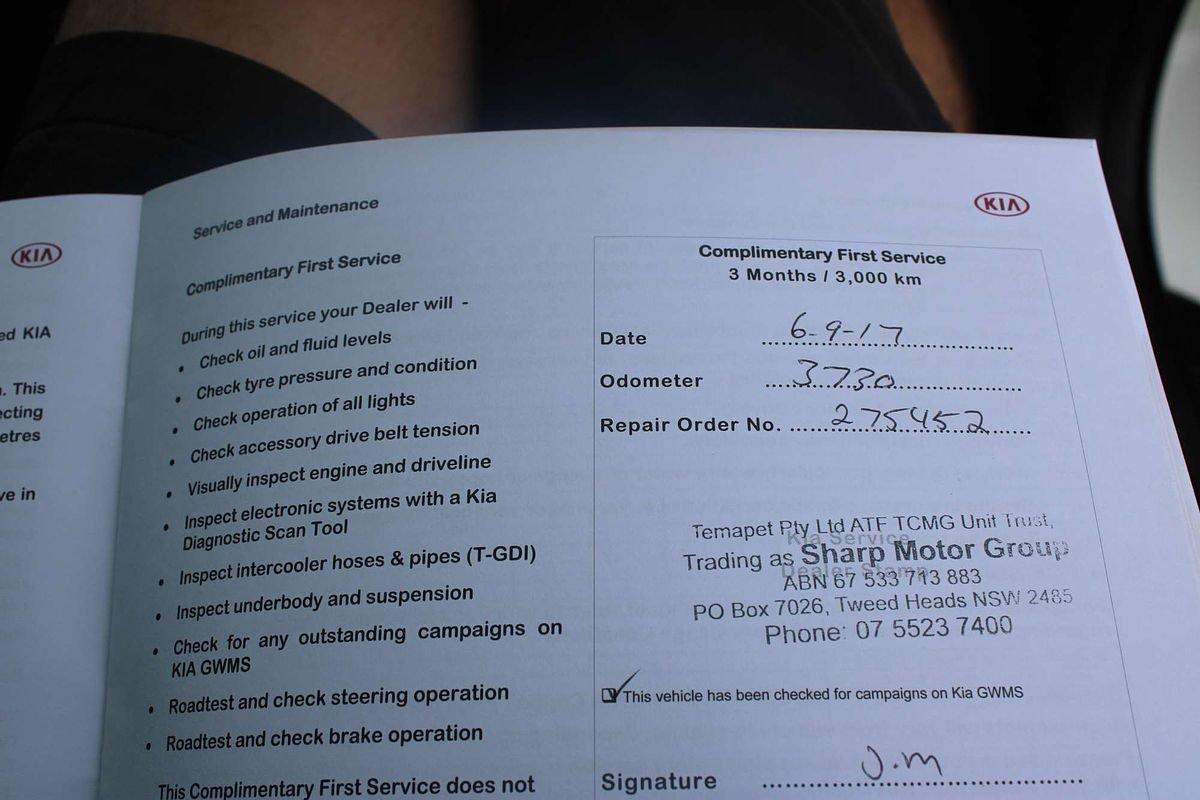 KIA
ed KIA
. This
ecting
etres
ve in
Service and Maintenance
Complimentary First Service
During this service your Dealer will -
• Check oil and fluid levels
• Check tyre pressure and condition
• Check operation of all lights
• Check accessory drive belt tension
• Visually inspect engine and driveline
• Inspect electronic systems with a Kia
Diagnostic Scan Tool
• Inspect intercooler hoses & pipes (T-GDI)
• Inspect underbody and suspension
• Check for any outstanding campaigns on
KIA GWMS
• Roadtest and check steering operation
• Roadtest and check brake operation
This Complimentary First Service does not
KIA
Complimentary First Service
3 Months / 3,000 km
Date 6-9-17
Odometer 3730
Repair Order No. 275452
Temapet Pty Ltd ATF TCMG Unit Trust,
Kia Service
Trading as Sharp Motor Group
Dealer Stamp
ABN 67 533 713 883
PO Box 7026, Tweed Heads NSW 2485
Phone: 07 5523 7400
This vehicle has been checked for campaigns on Kia GWMS
Signature J.m